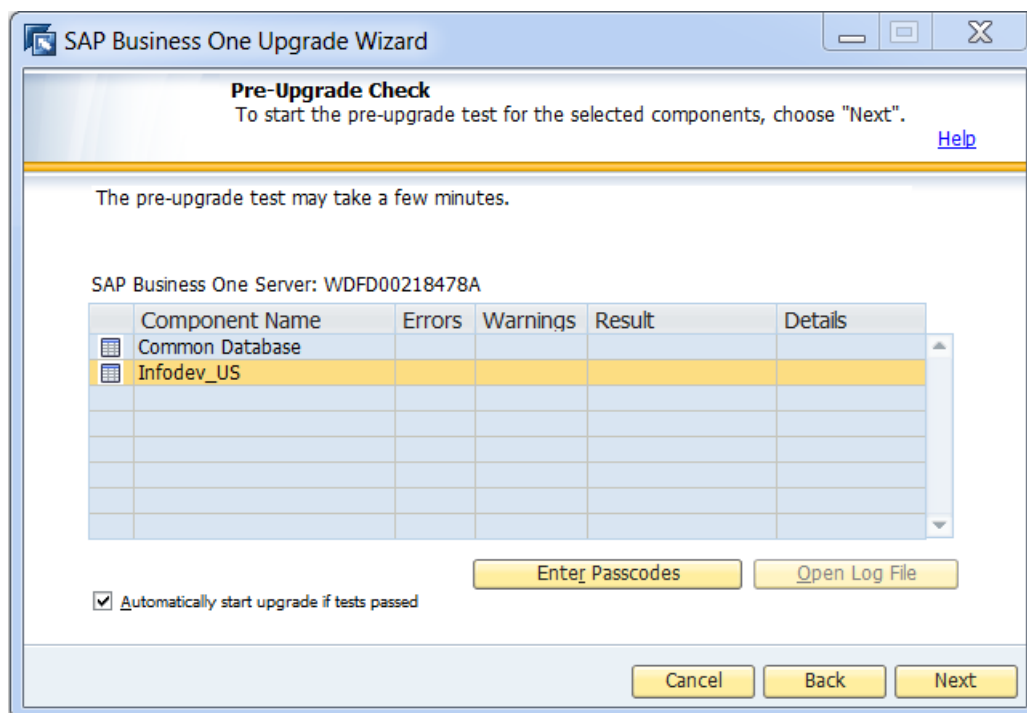 SAP Business One Upgrade Wizard
Pre-Upgrade Check
To start the pre-upgrade test for the selected components, choose "Next".
Help
The pre-upgrade test may take a few minutes.
SAP Business One Server: WDFD00218478A
Component Name Errors Warnings Result Details
Common Database
Infodev_US
Enter Passcodes Open Log File
Automatically start upgrade if tests passed
Cancel Back Next